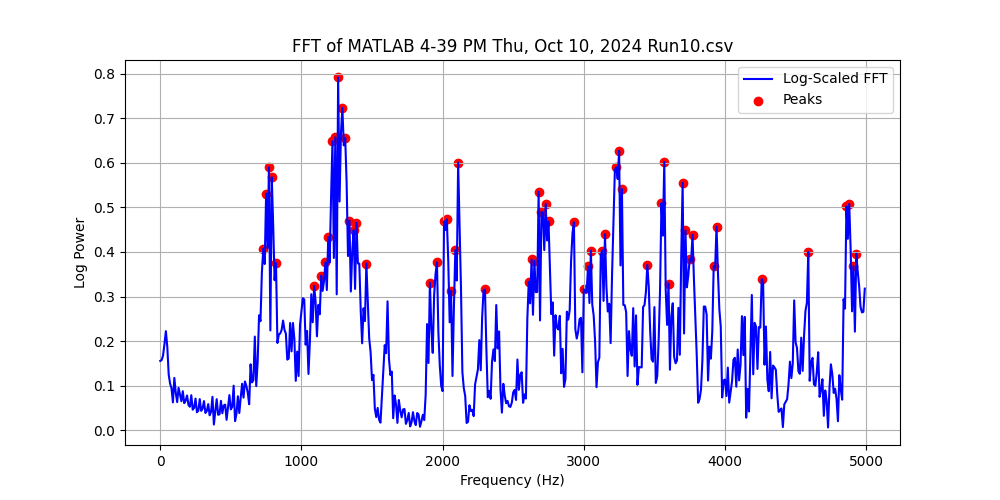 FFT of MATLAB 4-39 PM Thu, Oct 10, 2024 Run10.csv
Log-Scaled FFT
Peaks
Log Power
0.8
0.7
0.6
0.5
0.4
0.3
0.2
0.1
0.0
0 1000 2000 3000 4000 5000
Frequency (Hz)